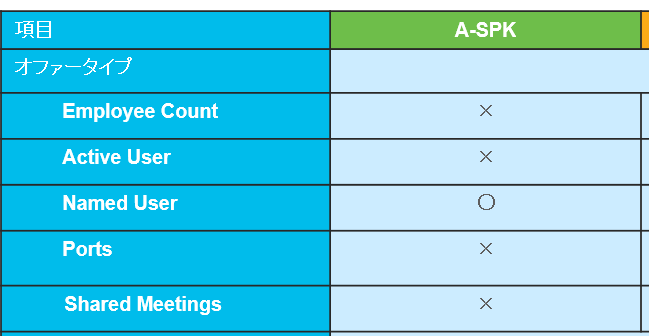 項目 A-SPK
オファータイプ
Employee Count ×
Active User ×
Named User 〇
Ports ×
Shared Meetings ×